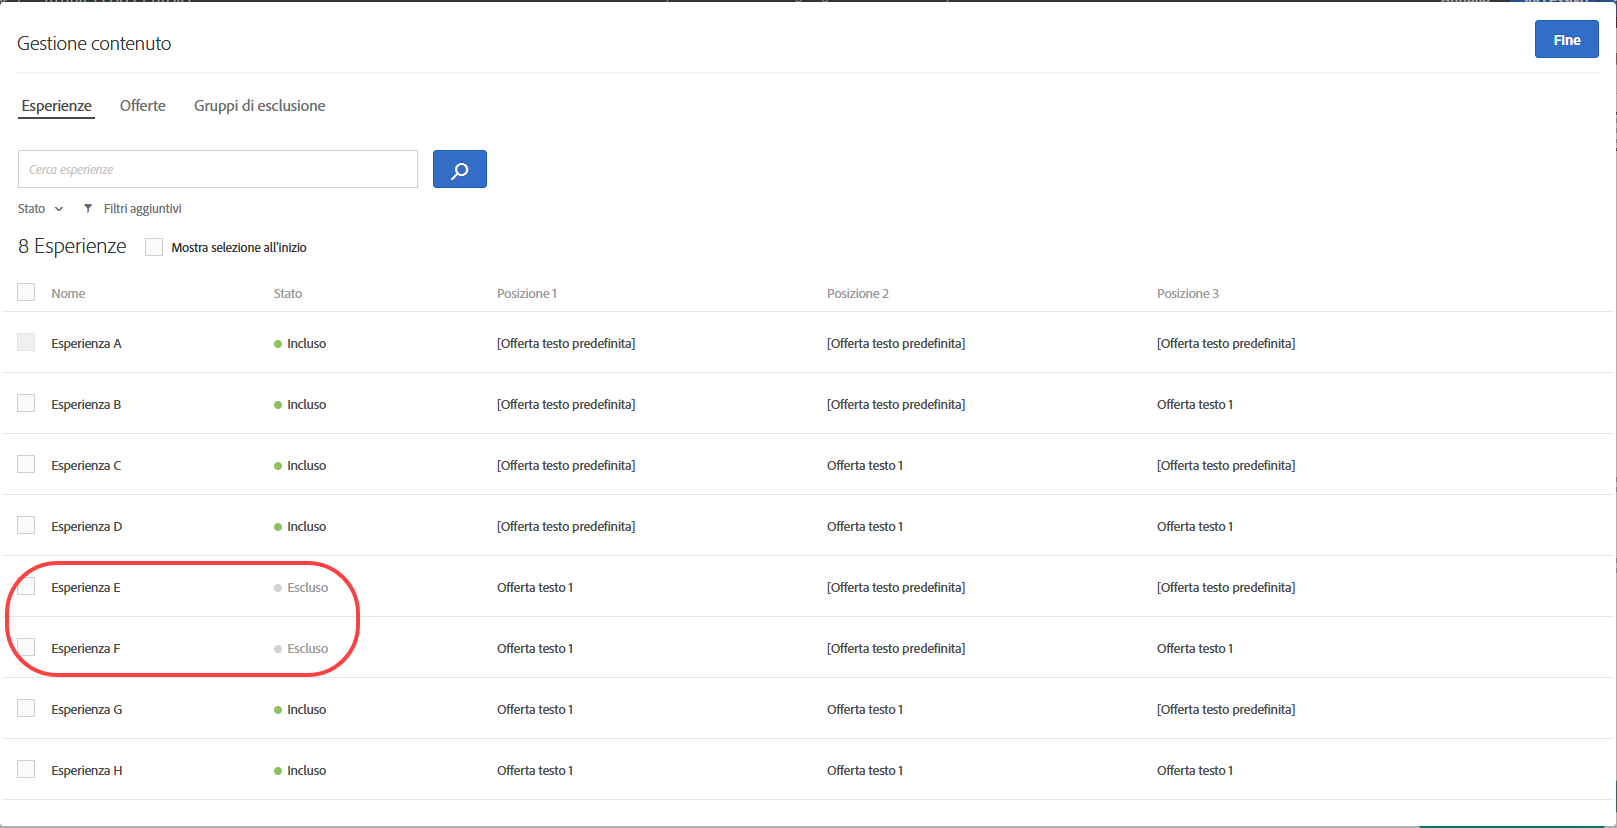 Gestione contenuto
Fine
Esperienze Offerte Gruppi di esclusione
Cerca esperienze
Stato Filtri aggiuntivi
8 Esperienze Mostra selezione all'inizio
Nome Stato Posizione 1 Posizione 2 Posizione 3
Esperienza A Incluso [Offerta testo predefinita] [Offerta testo predefinita] [Offerta testo predefinita]
Esperienza B Incluso [Offerta testo predefinita] [Offerta testo predefinita] Offerta testo 1
Esperienza C Incluso [Offerta testo predefinita] Offerta testo 1 [Offerta testo predefinita]
Esperienza D Incluso [Offerta testo predefinita] Offerta testo 1 Offerta testo 1
Esperienza E Escluso Offerta testo 1 [Offerta testo predefinita] [Offerta testo predefinita]
Esperienza F Escluso Offerta testo 1 [Offerta testo predefinita] Offerta testo 1
Esperienza G Incluso Offerta testo 1 Offerta testo 1 [Offerta testo predefinita]
Esperienza H Incluso Offerta testo 1 Offerta testo 1 Offerta testo 1